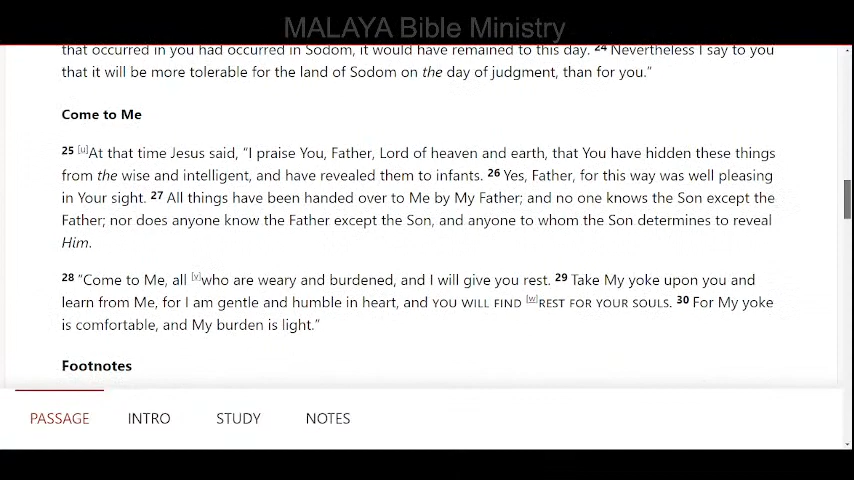 MALAYA Bible Ministry
that occurred in you had occurred in Sodom, it would have remained to this day. 24 Nevertheless I say to you
that it will be more tolerable for the land of Sodom on the day of judgment, than for you.”
Come to Me
25 [u]At that time Jesus said, “I praise You, Father, Lord of heaven and earth, that You have hidden these things
from the wise and intelligent, and have revealed them to infants. 26 Yes, Father, for this way was well pleasing
in Your sight. 27 All things have been handed over to Me by My Father; and no one knows the Son except the
Father; nor does anyone know the Father except the Son, and anyone to whom the Son determines to reveal
Him.
28 “Come to Me, all [v]who are weary and burdened, and I will give you rest. 29 Take My yoke upon you and
learn from Me, for I am gentle and humble in heart, and YOU WILL FIND [w]REST FOR YOUR SOULS. 30 For My yoke
is comfortable, and My burden is light.”
Footnotes
PASSAGE INTRO STUDY NOTES